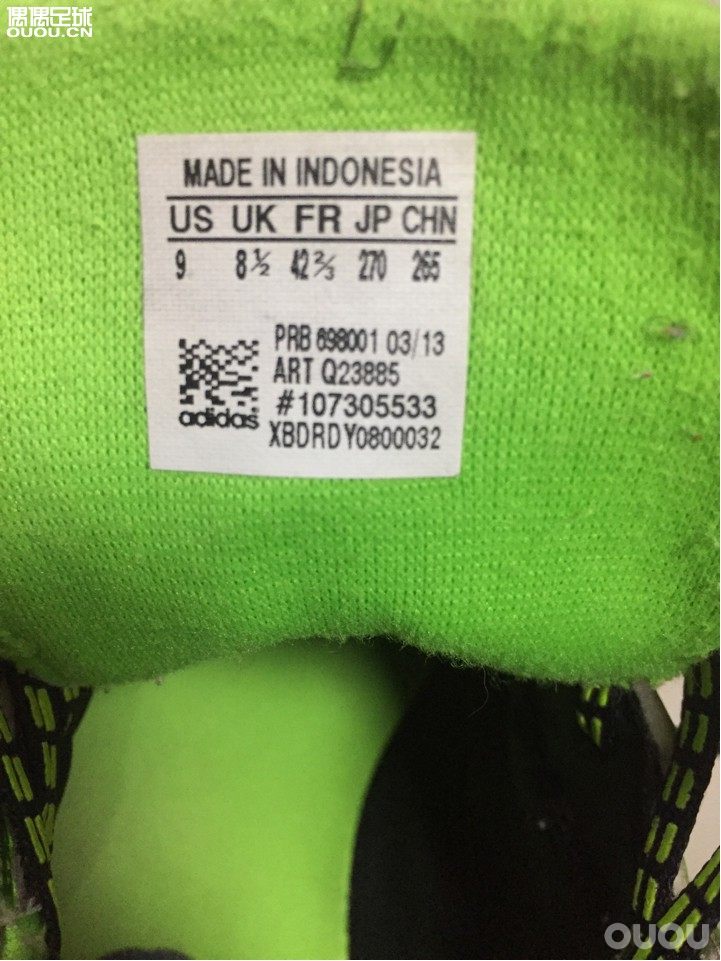 偶偶足球
OUOU.CN
MADE IN INDONESIA
US UK FR JP CHN
9 8½ 42⅔ 270 265
PRB 698001 03/13
ART Q23885
#107305533
adidas
XBDRDY0800032
OUOU